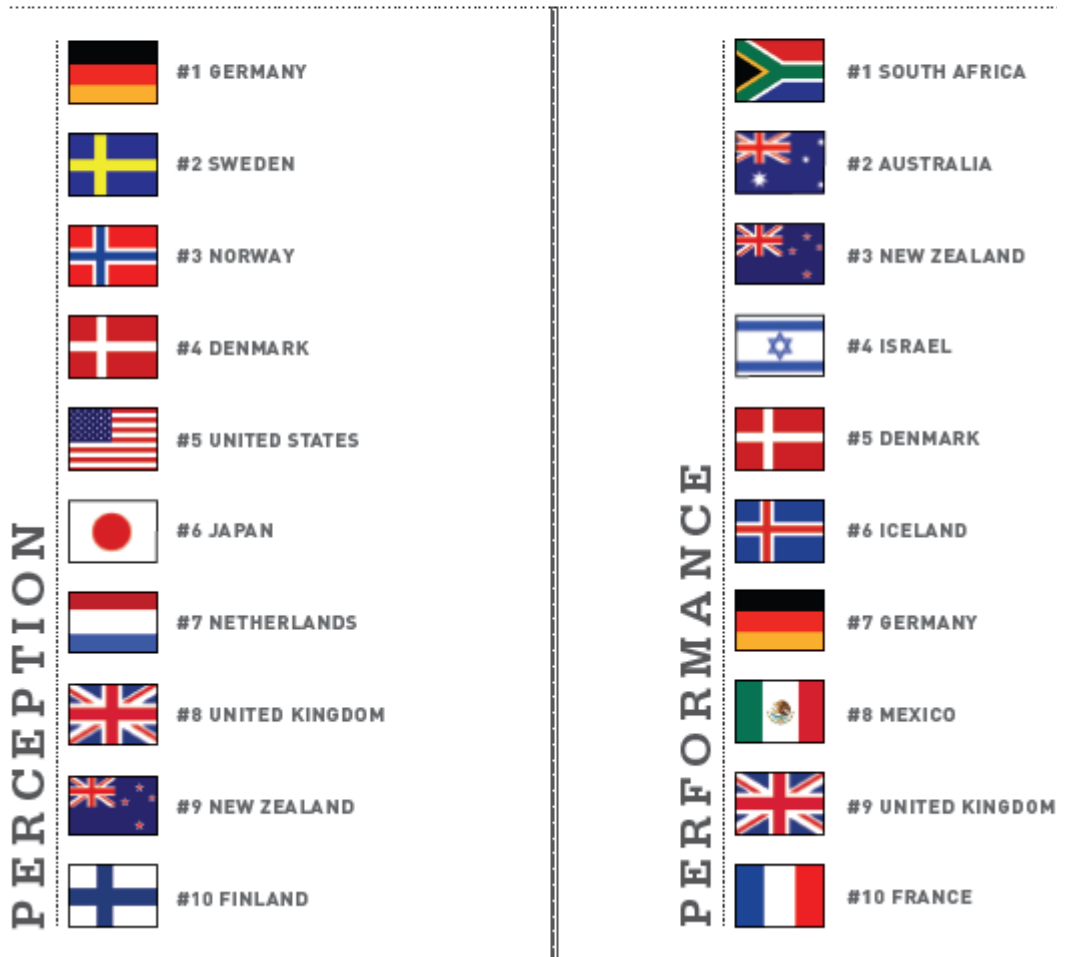 PERCEPTION
#1 GERMANY
#2 SWEDEN
#3 NORWAY
#4 DENMARK
#5 UNITED STATES
#6 JAPAN
#7 NETHERLANDS
#8 UNITED KINGDOM
#9 NEW ZEALAND
#10 FINLAND
PERFORMANCE
#1 SOUTH AFRICA
#2 AUSTRALIA
#3 NEW ZEALAND
#4 ISRAEL
#5 DENMARK
#6 ICELAND
#7 GERMANY
#8 MEXICO
#9 UNITED KINGDOM
#10 FRANCE